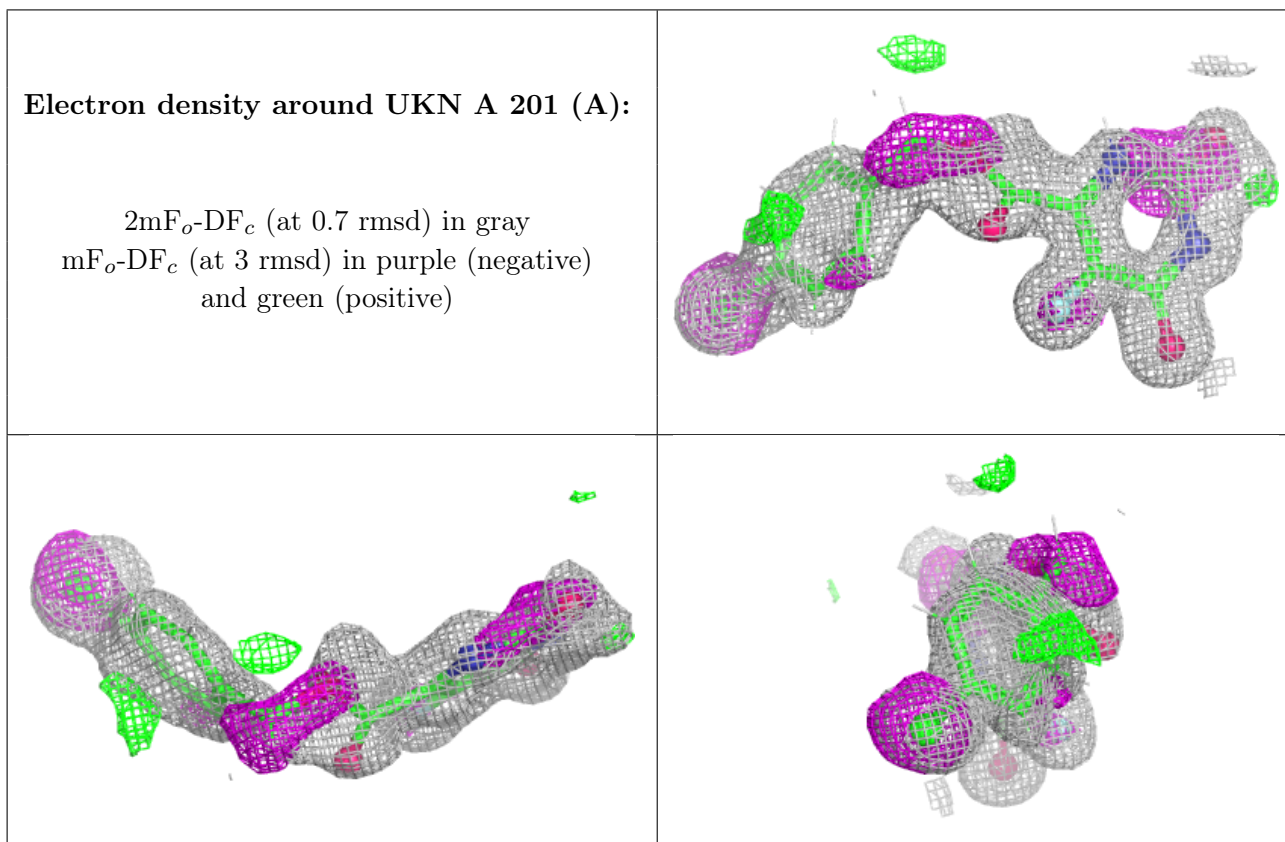 Electron density around UKN A 201 (A):
2mFo-DFc (at 0.7 rmsd) in gray
mFo-DFc (at 3 rmsd) in purple (negative)
and green (positive)